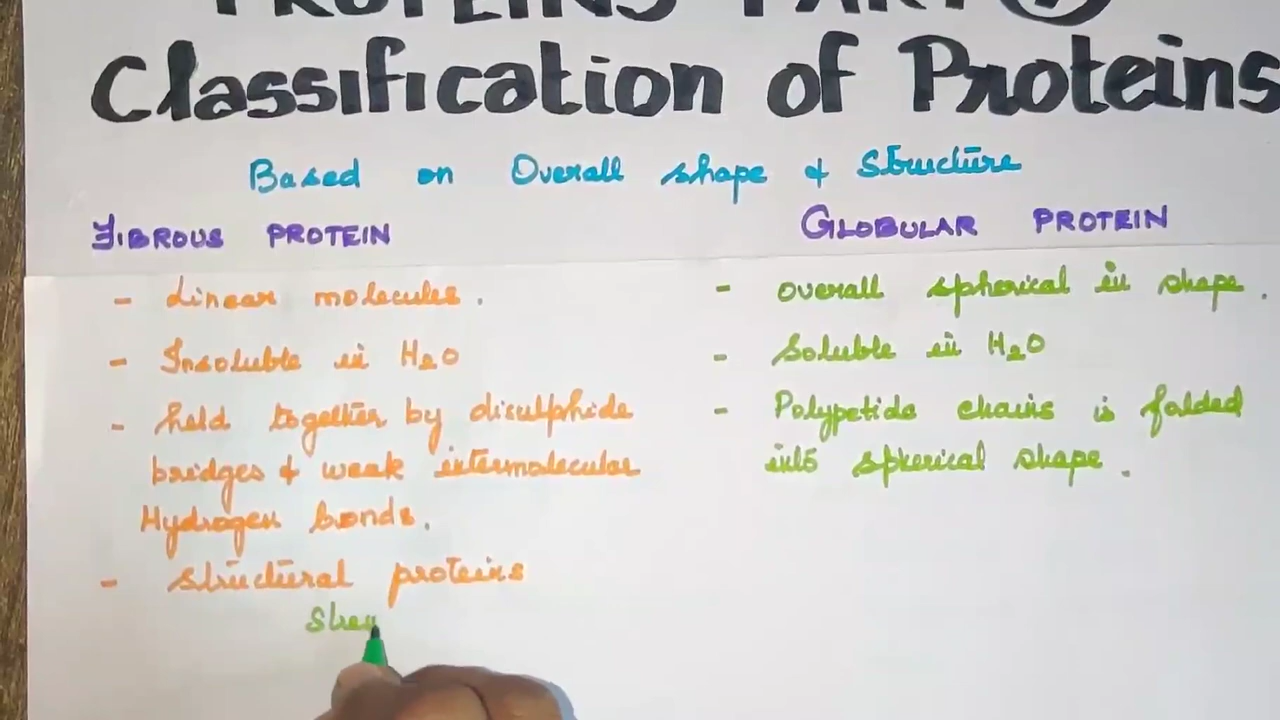 PROTEINS PART
Classification of Proteins
Based on Overall shape & Structure
FIBROUS PROTEIN
- Linear molecules.
- Insoluble in H2O
- held together by disulphide
bridges & weak intermolecular
Hydrogen bonds.
- structural proteins
GLOBULAR PROTEIN
- Overall spherical in shape.
- Soluble in H2O
- Polypetide chains is folded
into spherical shape.